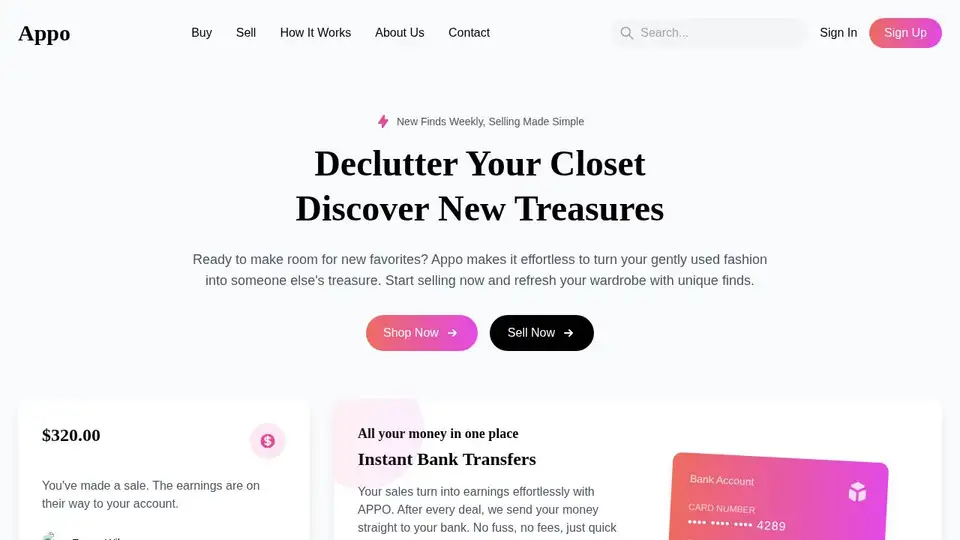 Appo
Buy
Sell
How It Works
About Us
Contact
Search...
Sign In
Sign Up
New Finds Weekly, Selling Made Simple
Declutter Your Closet
Discover New Treasures
Ready to make room for new favorites? Appo makes it effortless to turn your gently used fashion
into someone else's treasure. Start selling now and refresh your wardrobe with unique finds.
Shop Now
Sell Now
$320.00
You've made a sale. The earnings are on
their way to your account.
All your money in one place
Instant Bank Transfers
Your sales turn into earnings effortlessly with
APPO. After every deal, we send your money
straight to your bank. No fuss, no fees, just quick
Bank Account
CARD NUMBER
•••• •••• •••• 4289